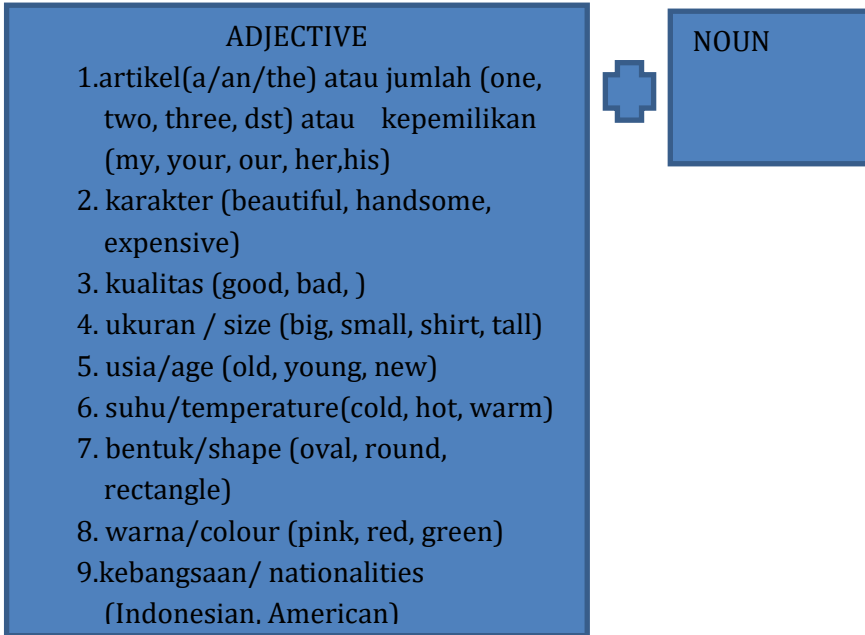 ADJECTIVE
1.artikel(a/an/the) atau jumlah (one,
two, three, dst) atau kepemilikan
(my, your, our, her,his)
2. karakter (beautiful, handsome,
expensive)
3. kualitas (good, bad, )
4. ukuran / size (big, small, shirt, tall)
5. usia/age (old, young, new)
6. suhu/temperature(cold, hot, warm)
7. bentuk/shape (oval, round,
rectangle)
8. warna/colour (pink, red, green)
9.kebangsaan/ nationalities
(Indonesian, American)
NOUN